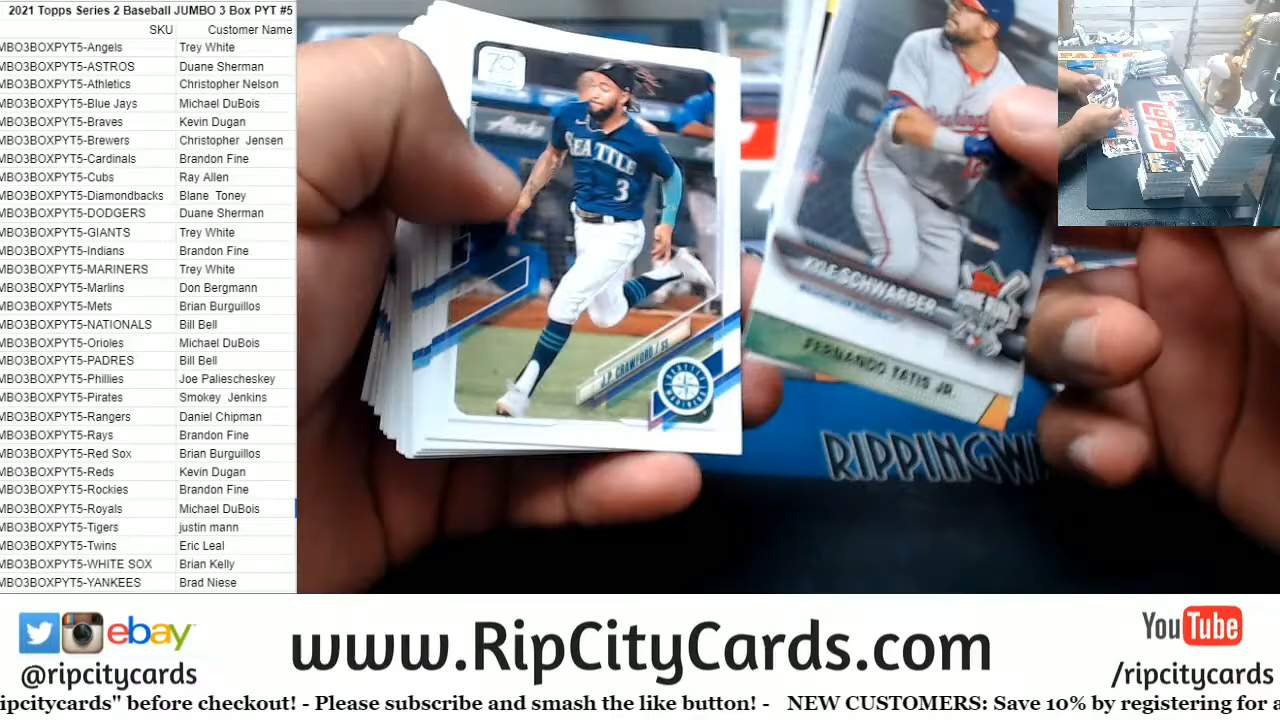 2021 Topps Series 2 Baseball JUMBO 3 Box PYT #5
SKU Customer Name
MBO3BOXPYT5-Angels Trey White
MBO3BOXPYT5-ASTROS Duane Sherman
MBO3BOXPYT5-Athletics Christopher Nelson
MBO3BOXPYT5-Blue Jays Michael DuBois
MBO3BOXPYT5-Braves Kevin Dugan
MBO3BOXPYT5-Brewers Christopher Jensen
MBO3BOXPYT5-Cardinals Brandon Fine
MBO3BOXPYT5-Cubs Ray Allen
MBO3BOXPYT5-Diamondbacks Blane Toney
MBO3BOXPYT5-DODGERS Duane Sherman
MBO3BOXPYT5-GIANTS Trey White
MBO3BOXPYT5-Indians Brandon Fine
MBO3BOXPYT5-MARINERS Trey White
MBO3BOXPYT5-Marlins Don Bergmann
MBO3BOXPYT5-Mets Brian Burguillos
MBO3BOXPYT5-NATIONALS Bill Bell
MBO3BOXPYT5-Orioles Michael DuBois
MBO3BOXPYT5-PADRES Bill Bell
MBO3BOXPYT5-Phillies Joe Paliescheskey
MBO3BOXPYT5-Pirates Smokey Jenkins
MBO3BOXPYT5-Rangers Daniel Chipman
MBO3BOXPYT5-Rays Brandon Fine
MBO3BOXPYT5-Red Sox Brian Burguillos
MBO3BOXPYT5-Reds Kevin Dugan
MBO3BOXPYT5-Rockies Brandon Fine
MBO3BOXPYT5-Royals Michael DuBois
MBO3BOXPYT5-Tigers justin mann
MBO3BOXPYT5-Twins Eric Leal
MBO3BOXPYT5-WHITE SOX Brian Kelly
MBO3BOXPYT5-YANKEES Brad Niese
70
SEATTLE
3
J.P. CRAWFORD / SS
KYLE SCHWARBER
FERNANDO TATIS JR.
RIPPINGW
TOPPS
ebay
@ripcitycards
www.RipCityCards.com
YouTube
/ripcitycards
ipcitycards" before checkout! - Please subscribe and smash the like button! - NEW CUSTOMERS: Save 10% by registering for a